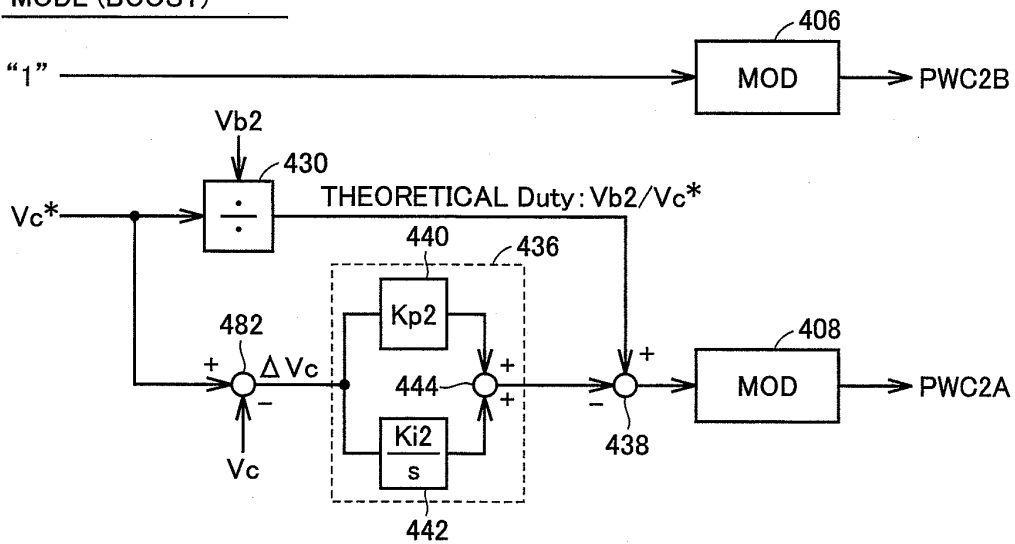 MODE (BOOST)
406
"1"
MOD
PWC2B
Vb2
430
÷
THEORETICAL Duty: Vb2/Vc*
Vc*
440
436
Kp2
482
408
+
Δ Vc
444
+
+
+
MOD
PWC2A
−
−
438
Vc
Ki2
s
442